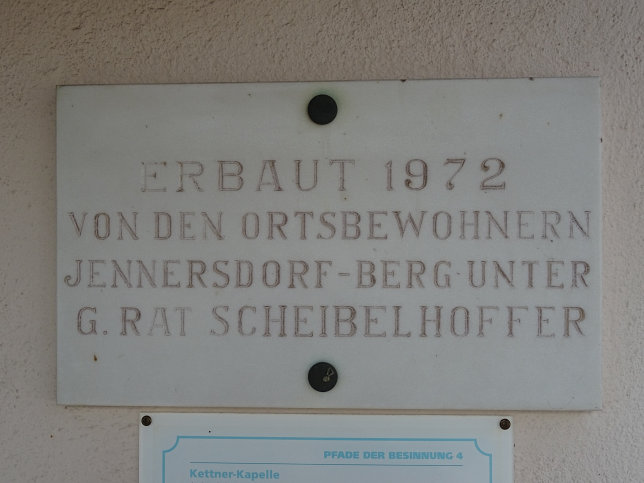 ERBAUT 1972
VON DEN ORTSBEWOHNERN
JENNERSDORF-BERG UNTER
G. RAT SCHEIBELHOFFER
PFADE DER BESINNUNG 4
Kettner-Kapelle